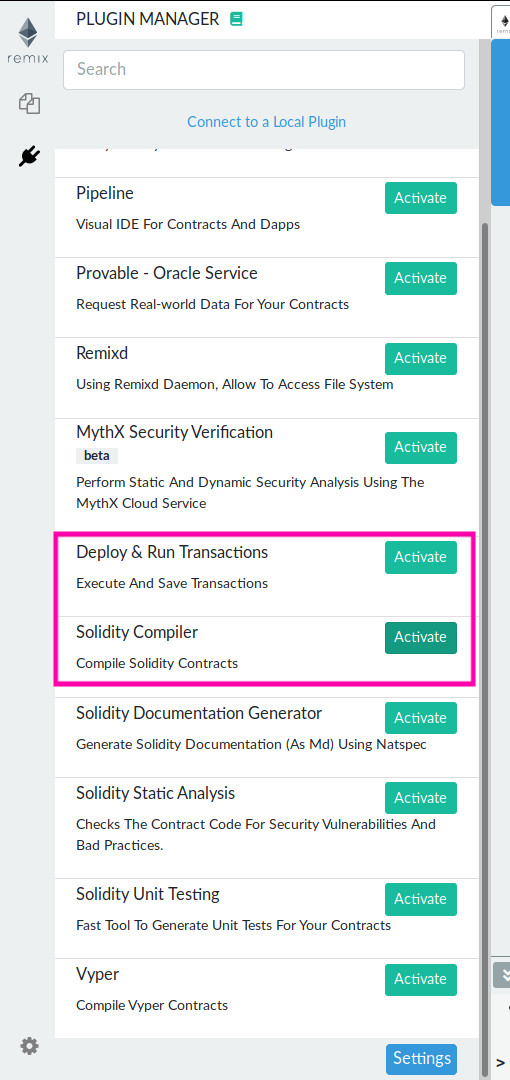 PLUGIN MANAGER
remix
Search
Connect to a Local Plugin
Pipeline
Activate
Visual IDE For Contracts And Dapps
Provable - Oracle Service
Activate
Request Real-world Data For Your Contracts
Remixd
Activate
Using Remixd Daemon, Allow To Access File System
MythX Security Verification
Activate
beta
Perform Static And Dynamic Security Analysis Using The
MythX Cloud Service
Deploy & Run Transactions
Activate
Execute And Save Transactions
Solidity Compiler
Activate
Compile Solidity Contracts
Solidity Documentation Generator
Activate
Generate Solidity Documentation (As Md) Using Natspec
Solidity Static Analysis
Activate
Checks The Contract Code For Security Vulnerabilities And
Bad Practices.
Solidity Unit Testing
Activate
Fast Tool To Generate Unit Tests For Your Contracts
Vyper
Activate
Compile Vyper Contracts
Settings
>